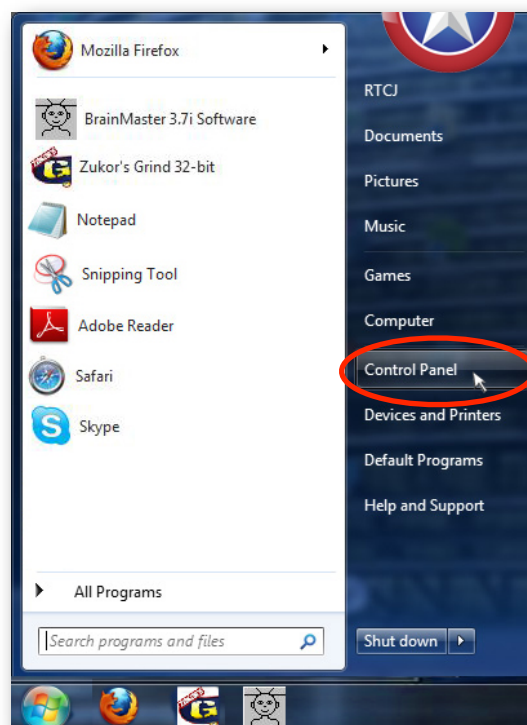 Mozilla Firefox
BrainMaster 3.7i Software
Zukor's Grind 32-bit
Notepad
Snipping Tool
Adobe Reader
Safari
Skype
All Programs
Search programs and files
RTCJ
Documents
Pictures
Music
Games
Computer
Control Panel
Devices and Printers
Default Programs
Help and Support
Shut down